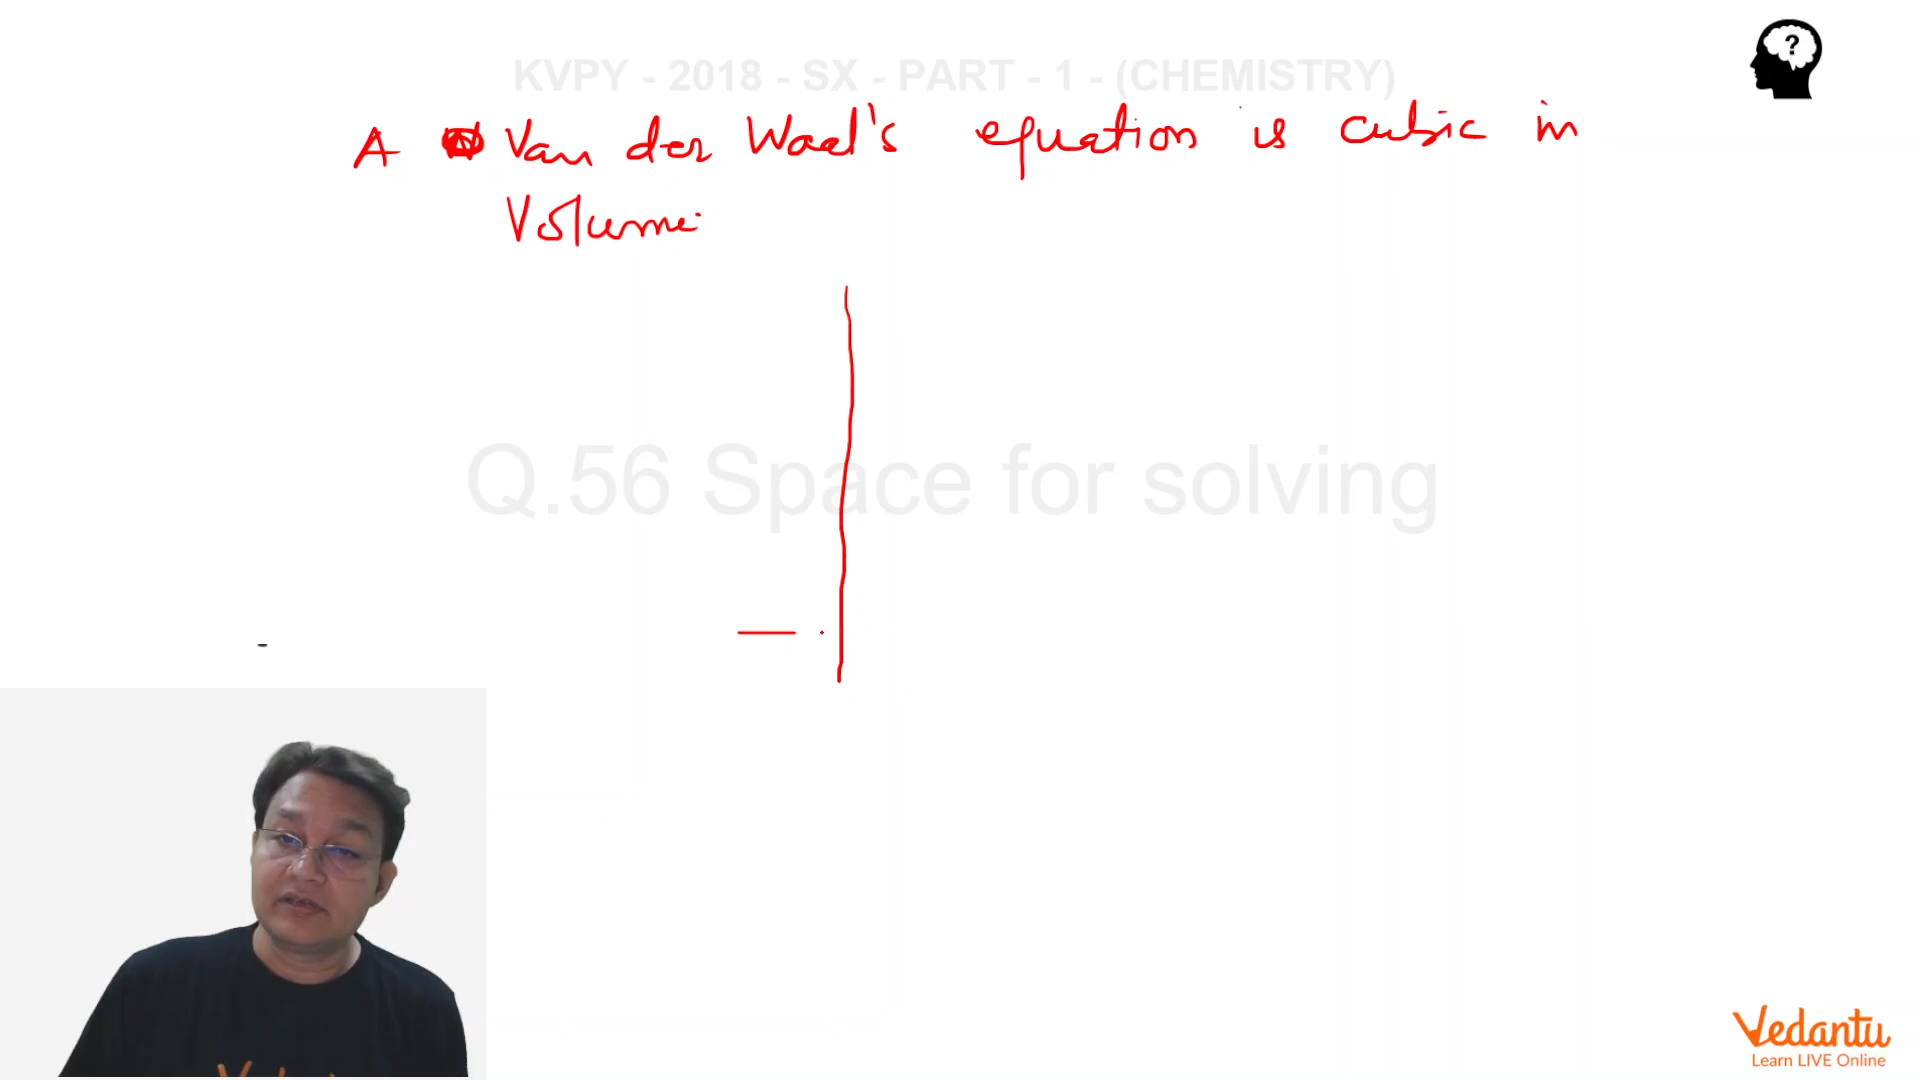 KVPY - 2018 - SX - PART - 1 - (CHEMISTRY)
A Van der Waal's equation is cubic in
Volume
Q.56 Space for solving
Vedantu
Learn LIVE Online